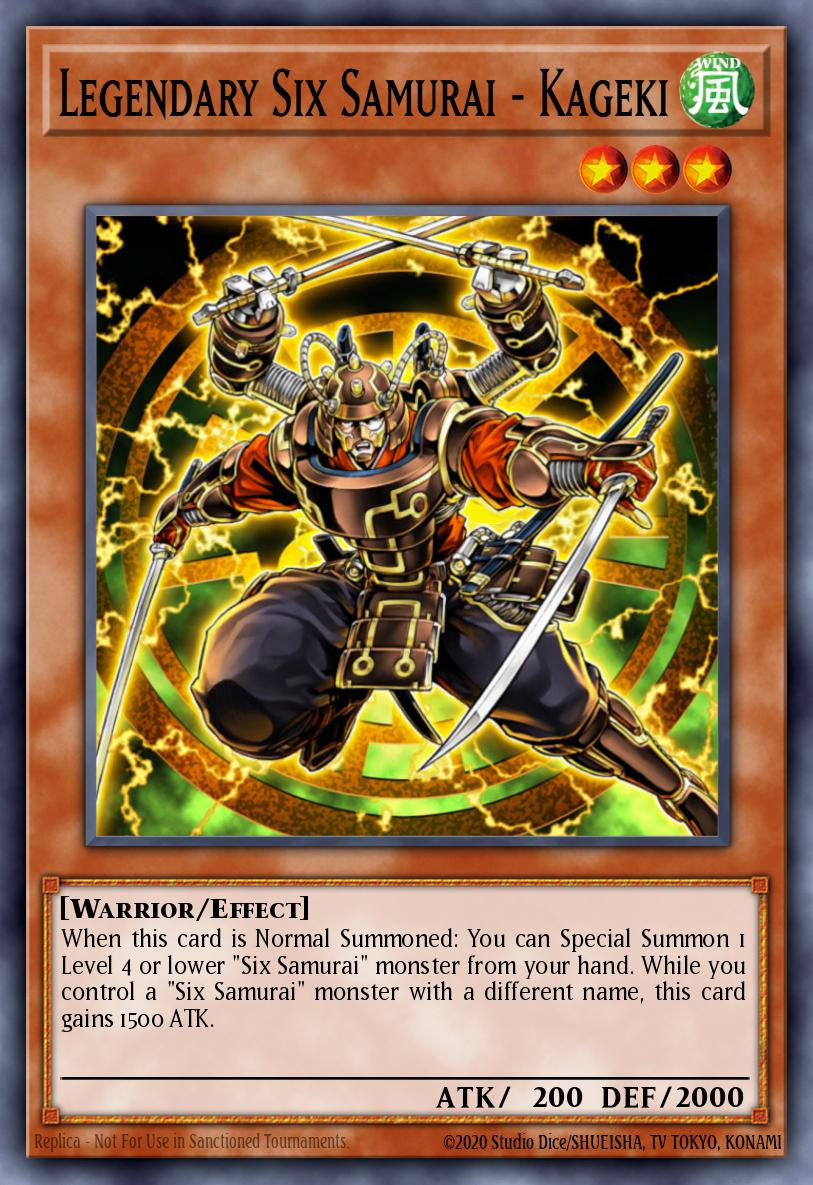 Legendary Six Samurai - Kageki
WIND
風
[Warrior/Effect]
When this card is Normal Summoned: You can Special Summon 1
Level 4 or lower "Six Samurai" monster from your hand. While you
control a "Six Samurai" monster with a different name, this card
gains 1500 ATK.
ATK/ 200 DEF/2000
Replica - Not For Use in Sanctioned Tournaments.
©2020 Studio Dice/SHUEISHA, TV TOKYO, KONAMI